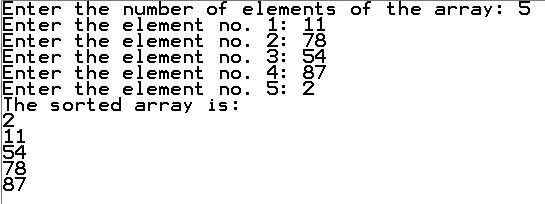 Enter the number of elements of the array: 5
Enter the element no. 1: 11
Enter the element no. 2: 78
Enter the element no. 3: 54
Enter the element no. 4: 87
Enter the element no. 5: 2
The sorted array is:
2
11
54
78
87